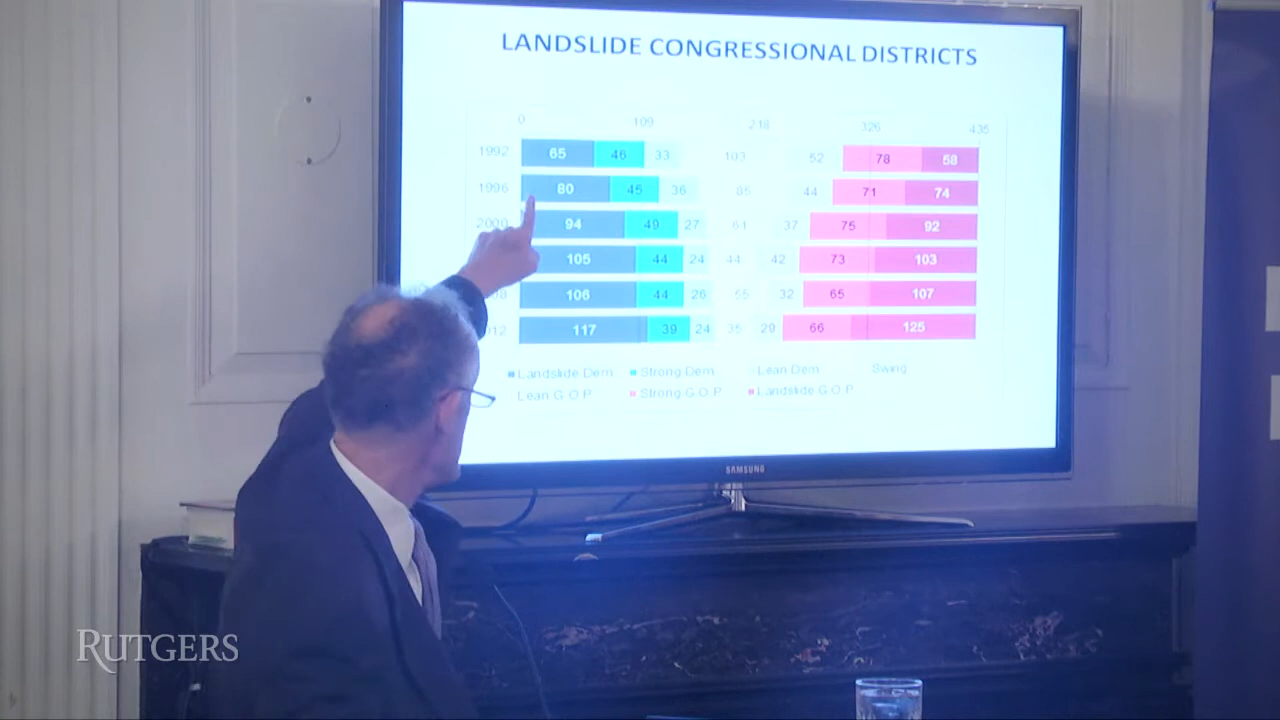 LANDSLIDE CONGRESSIONAL DISTRICTS
0 109 218 326 435
1992 65 46 33 103 52 78 58
1996 80 45 36 85 44 71 74
2000 94 49 27 61 37 75 92
105 44 24 44 42 73 103
106 44 26 55 32 65 107
117 39 24 35 29 66 125
Landslide Dem Strong Dem Lean Dem Swing
Lean G.O.P Strong G.O.P Landslide G.O.P
SAMSUNG
RUTGERS